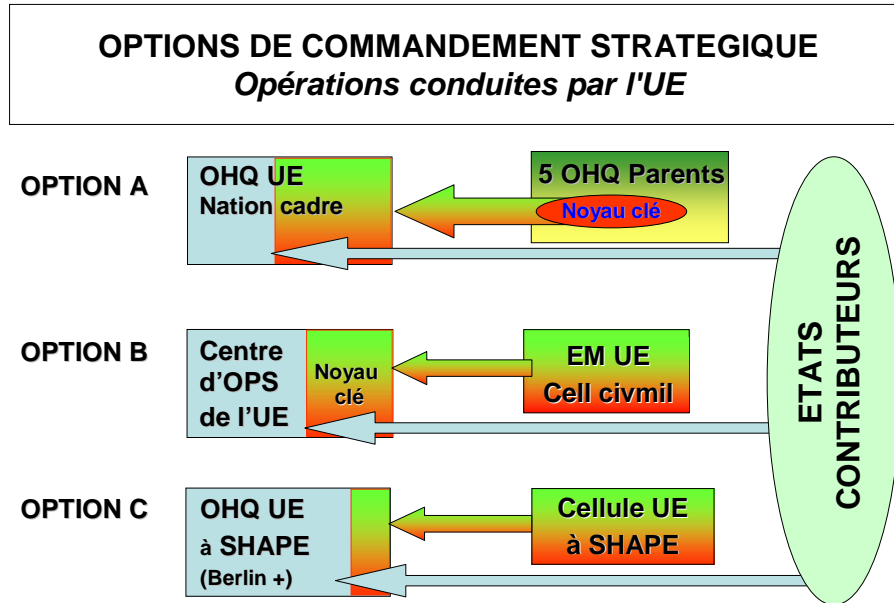 OPTIONS DE COMMANDEMENT STRATEGIQUE
Opérations conduites par l'UE
OPTION A
OHQ UE
Nation cadre
5 OHQ Parents
Noyau clé
OPTION B
Centre
d'OPS
de l'UE
Noyau
clé
EM UE
Cell civmil
OPTION C
OHQ UE
à SHAPE
(Berlin +)
Cellule UE
à SHAPE
ETATS
CONTRIBUTEURS